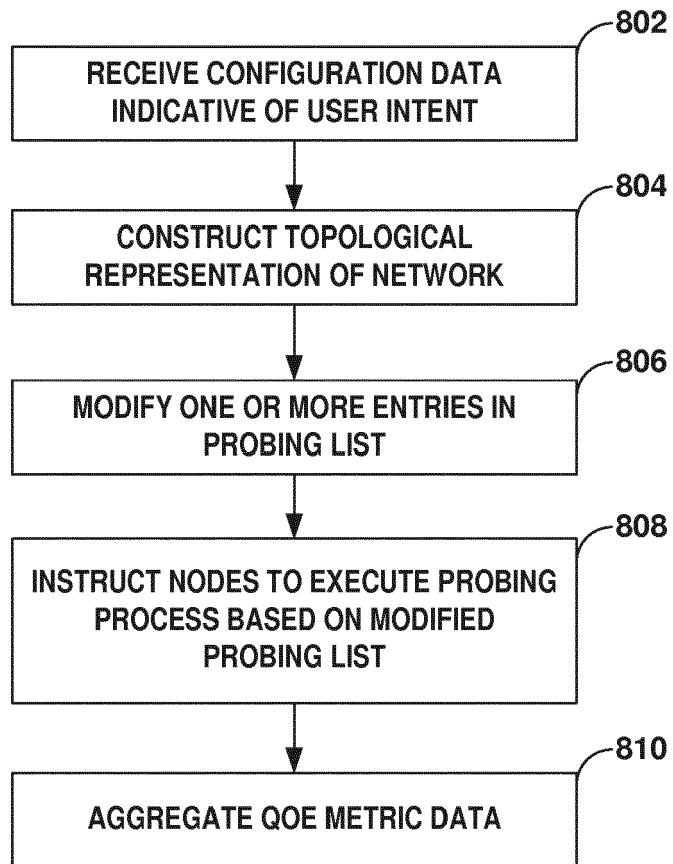 802
RECEIVE CONFIGURATION DATA
INDICATIVE OF USER INTENT
804
CONSTRUCT TOPOLOGICAL
REPRESENTATION OF NETWORK
806
MODIFY ONE OR MORE ENTRIES IN
PROBING LIST
808
INSTRUCT NODES TO EXECUTE PROBING
PROCESS BASED ON MODIFIED
PROBING LIST
810
AGGREGATE QOE METRIC DATA